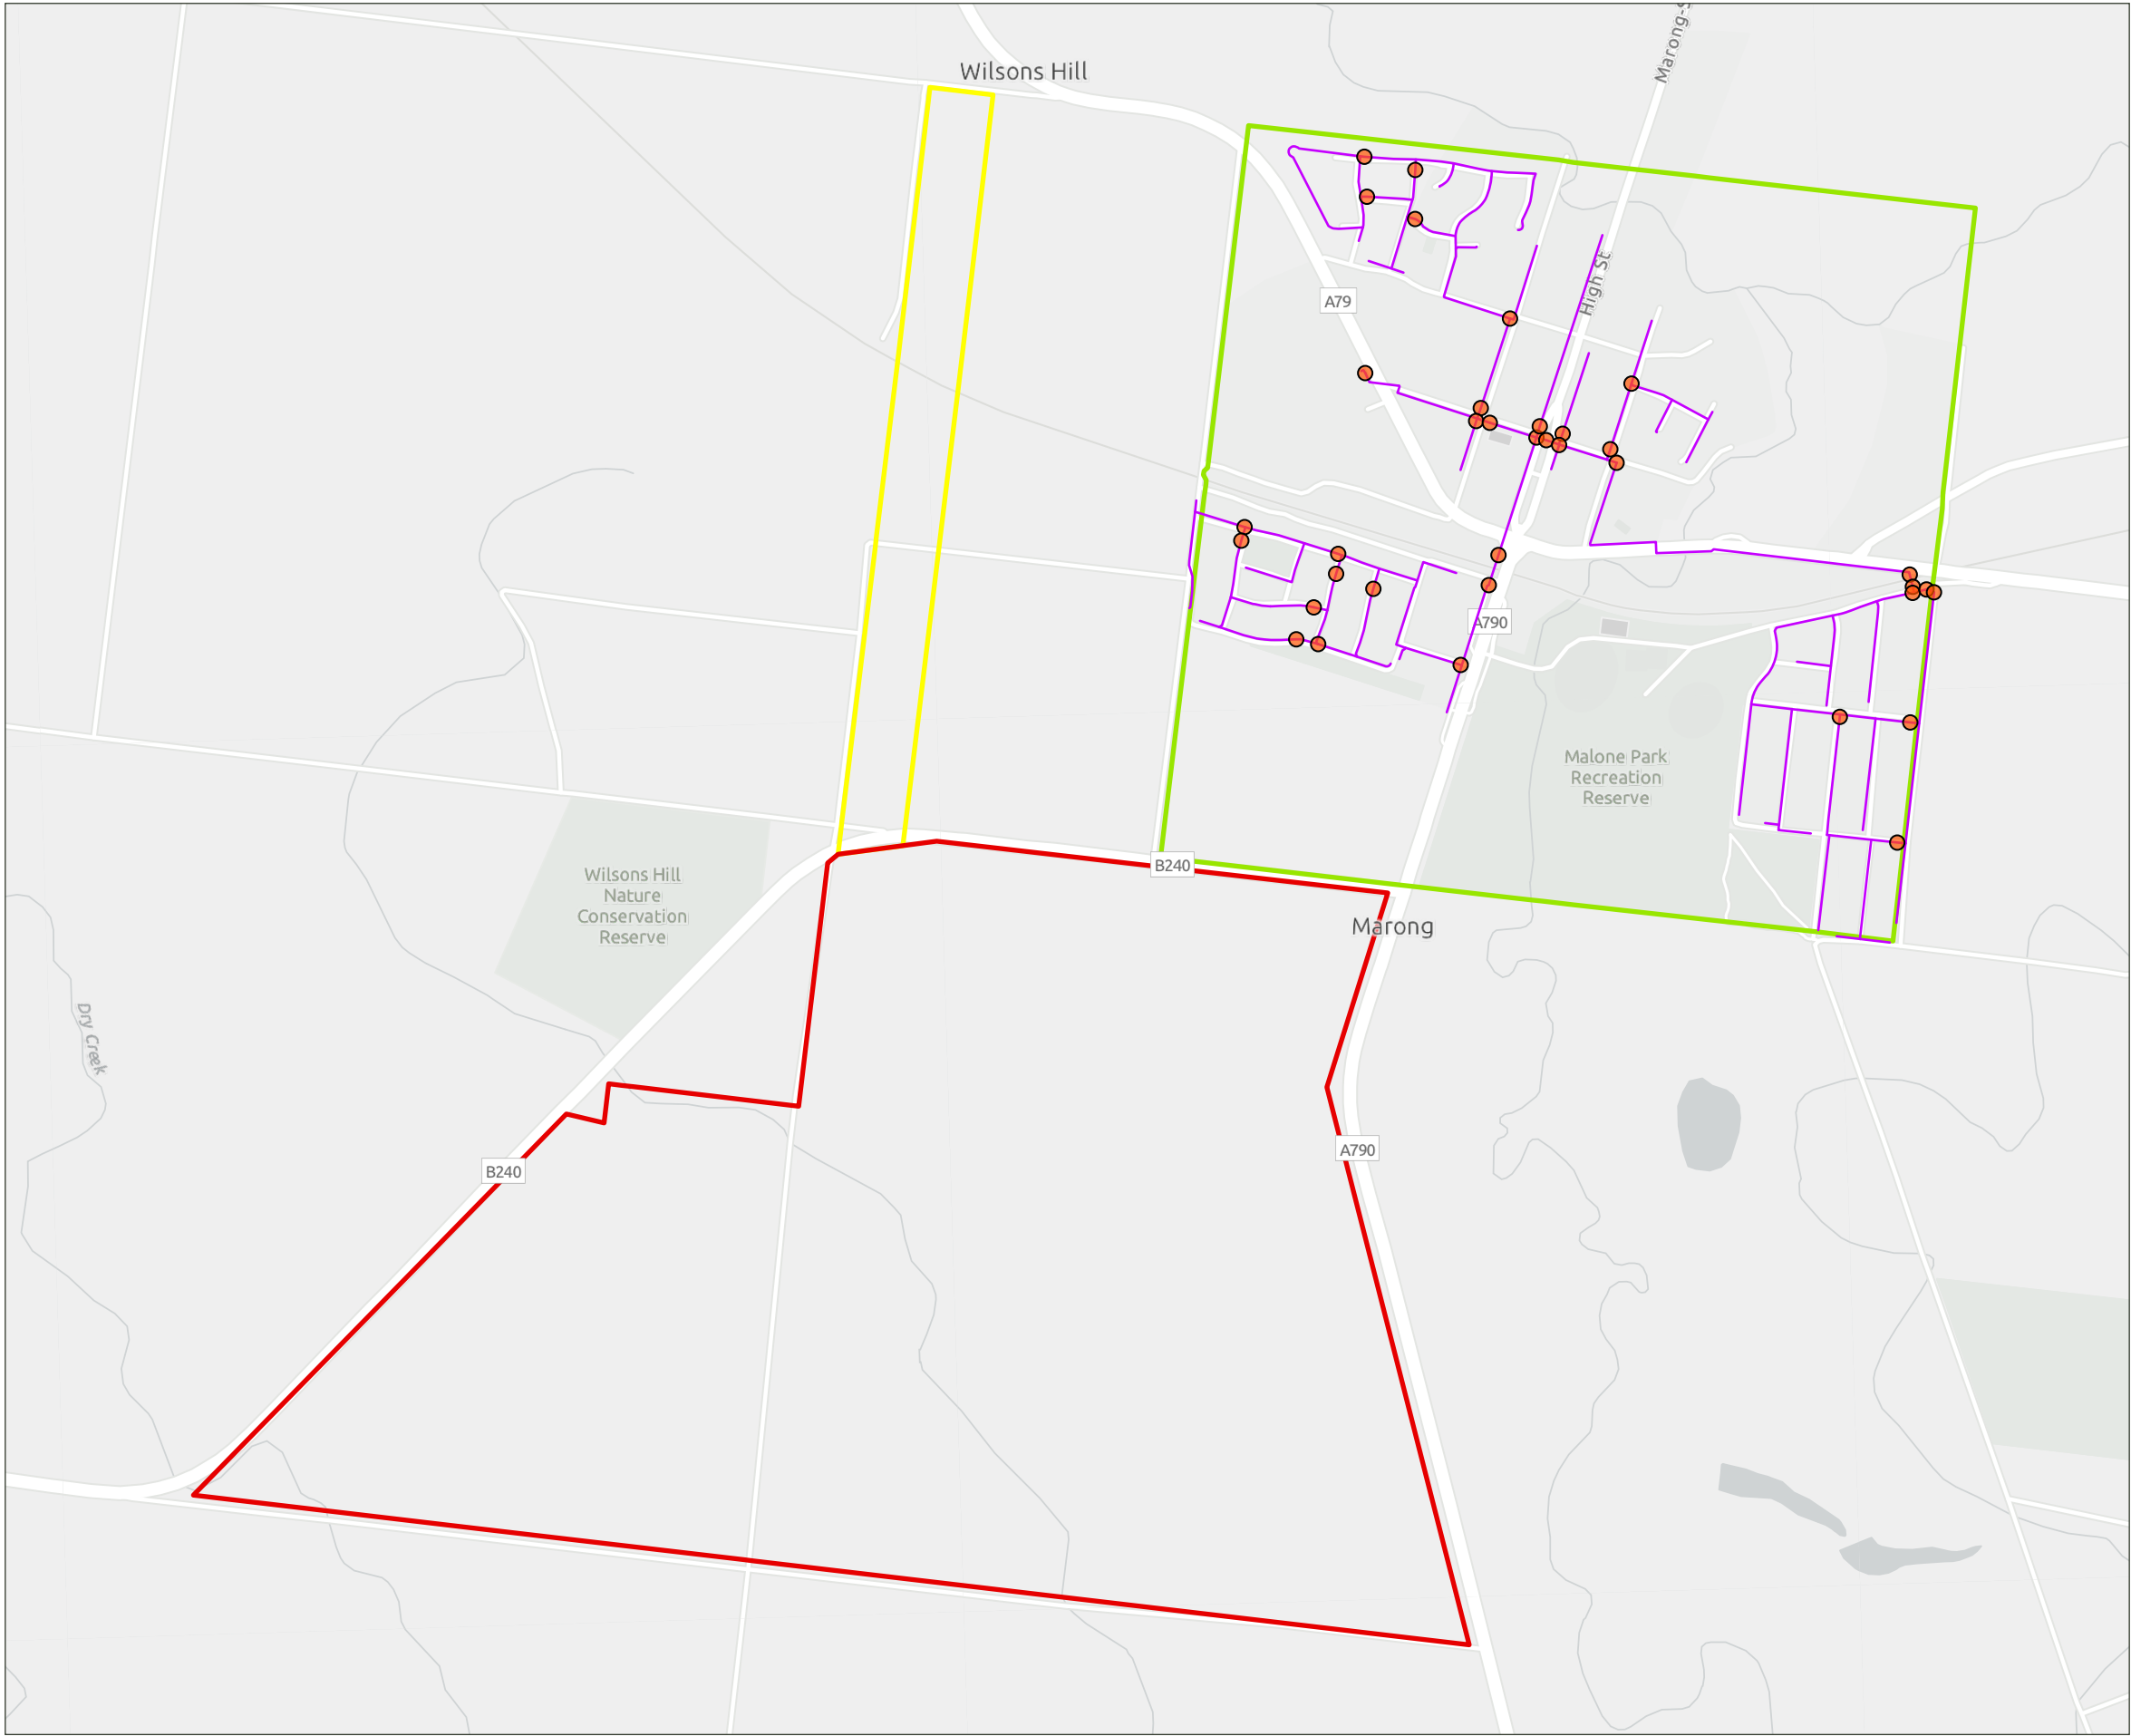 Marong-S
Wilsons Hill
High St
A79
A790
Malone Park
Recreation
Reserve
B240
Wilsons Hill
Nature
Conservation
Reserve
Marong
Dry Creek
A790
B240